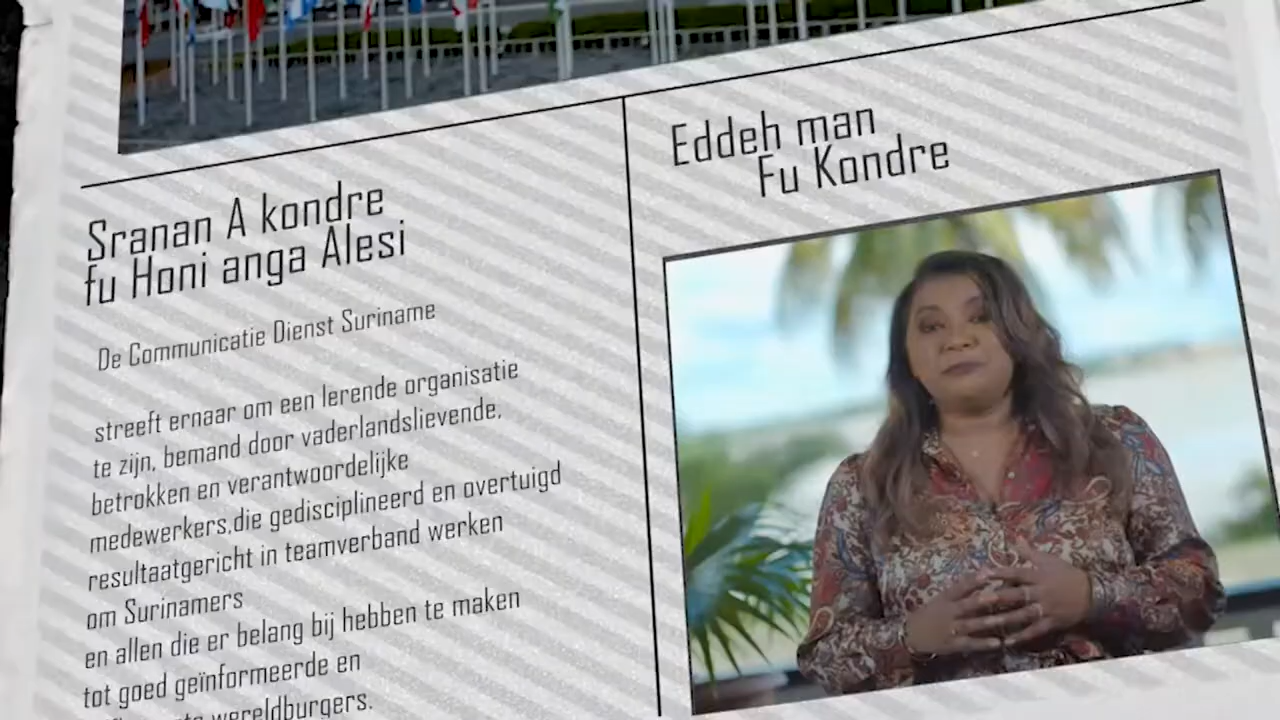 Sranan A kondre
fu Honi anga Alesi
De Communicatie Dienst Suriname
streeft ernaar om een lerende organisatie
te zijn, bemand door vaderlandslievende,
betrokken en verantwoordelijke
medewerkers,die gedisciplineerd en overtuigd
resultaatgericht in teamverband werken
om Surinamers
en allen die er belang bij hebben te maken
tot goed geïnformeerde en
wereldburgers.
Eddeh man
Fu Kondre